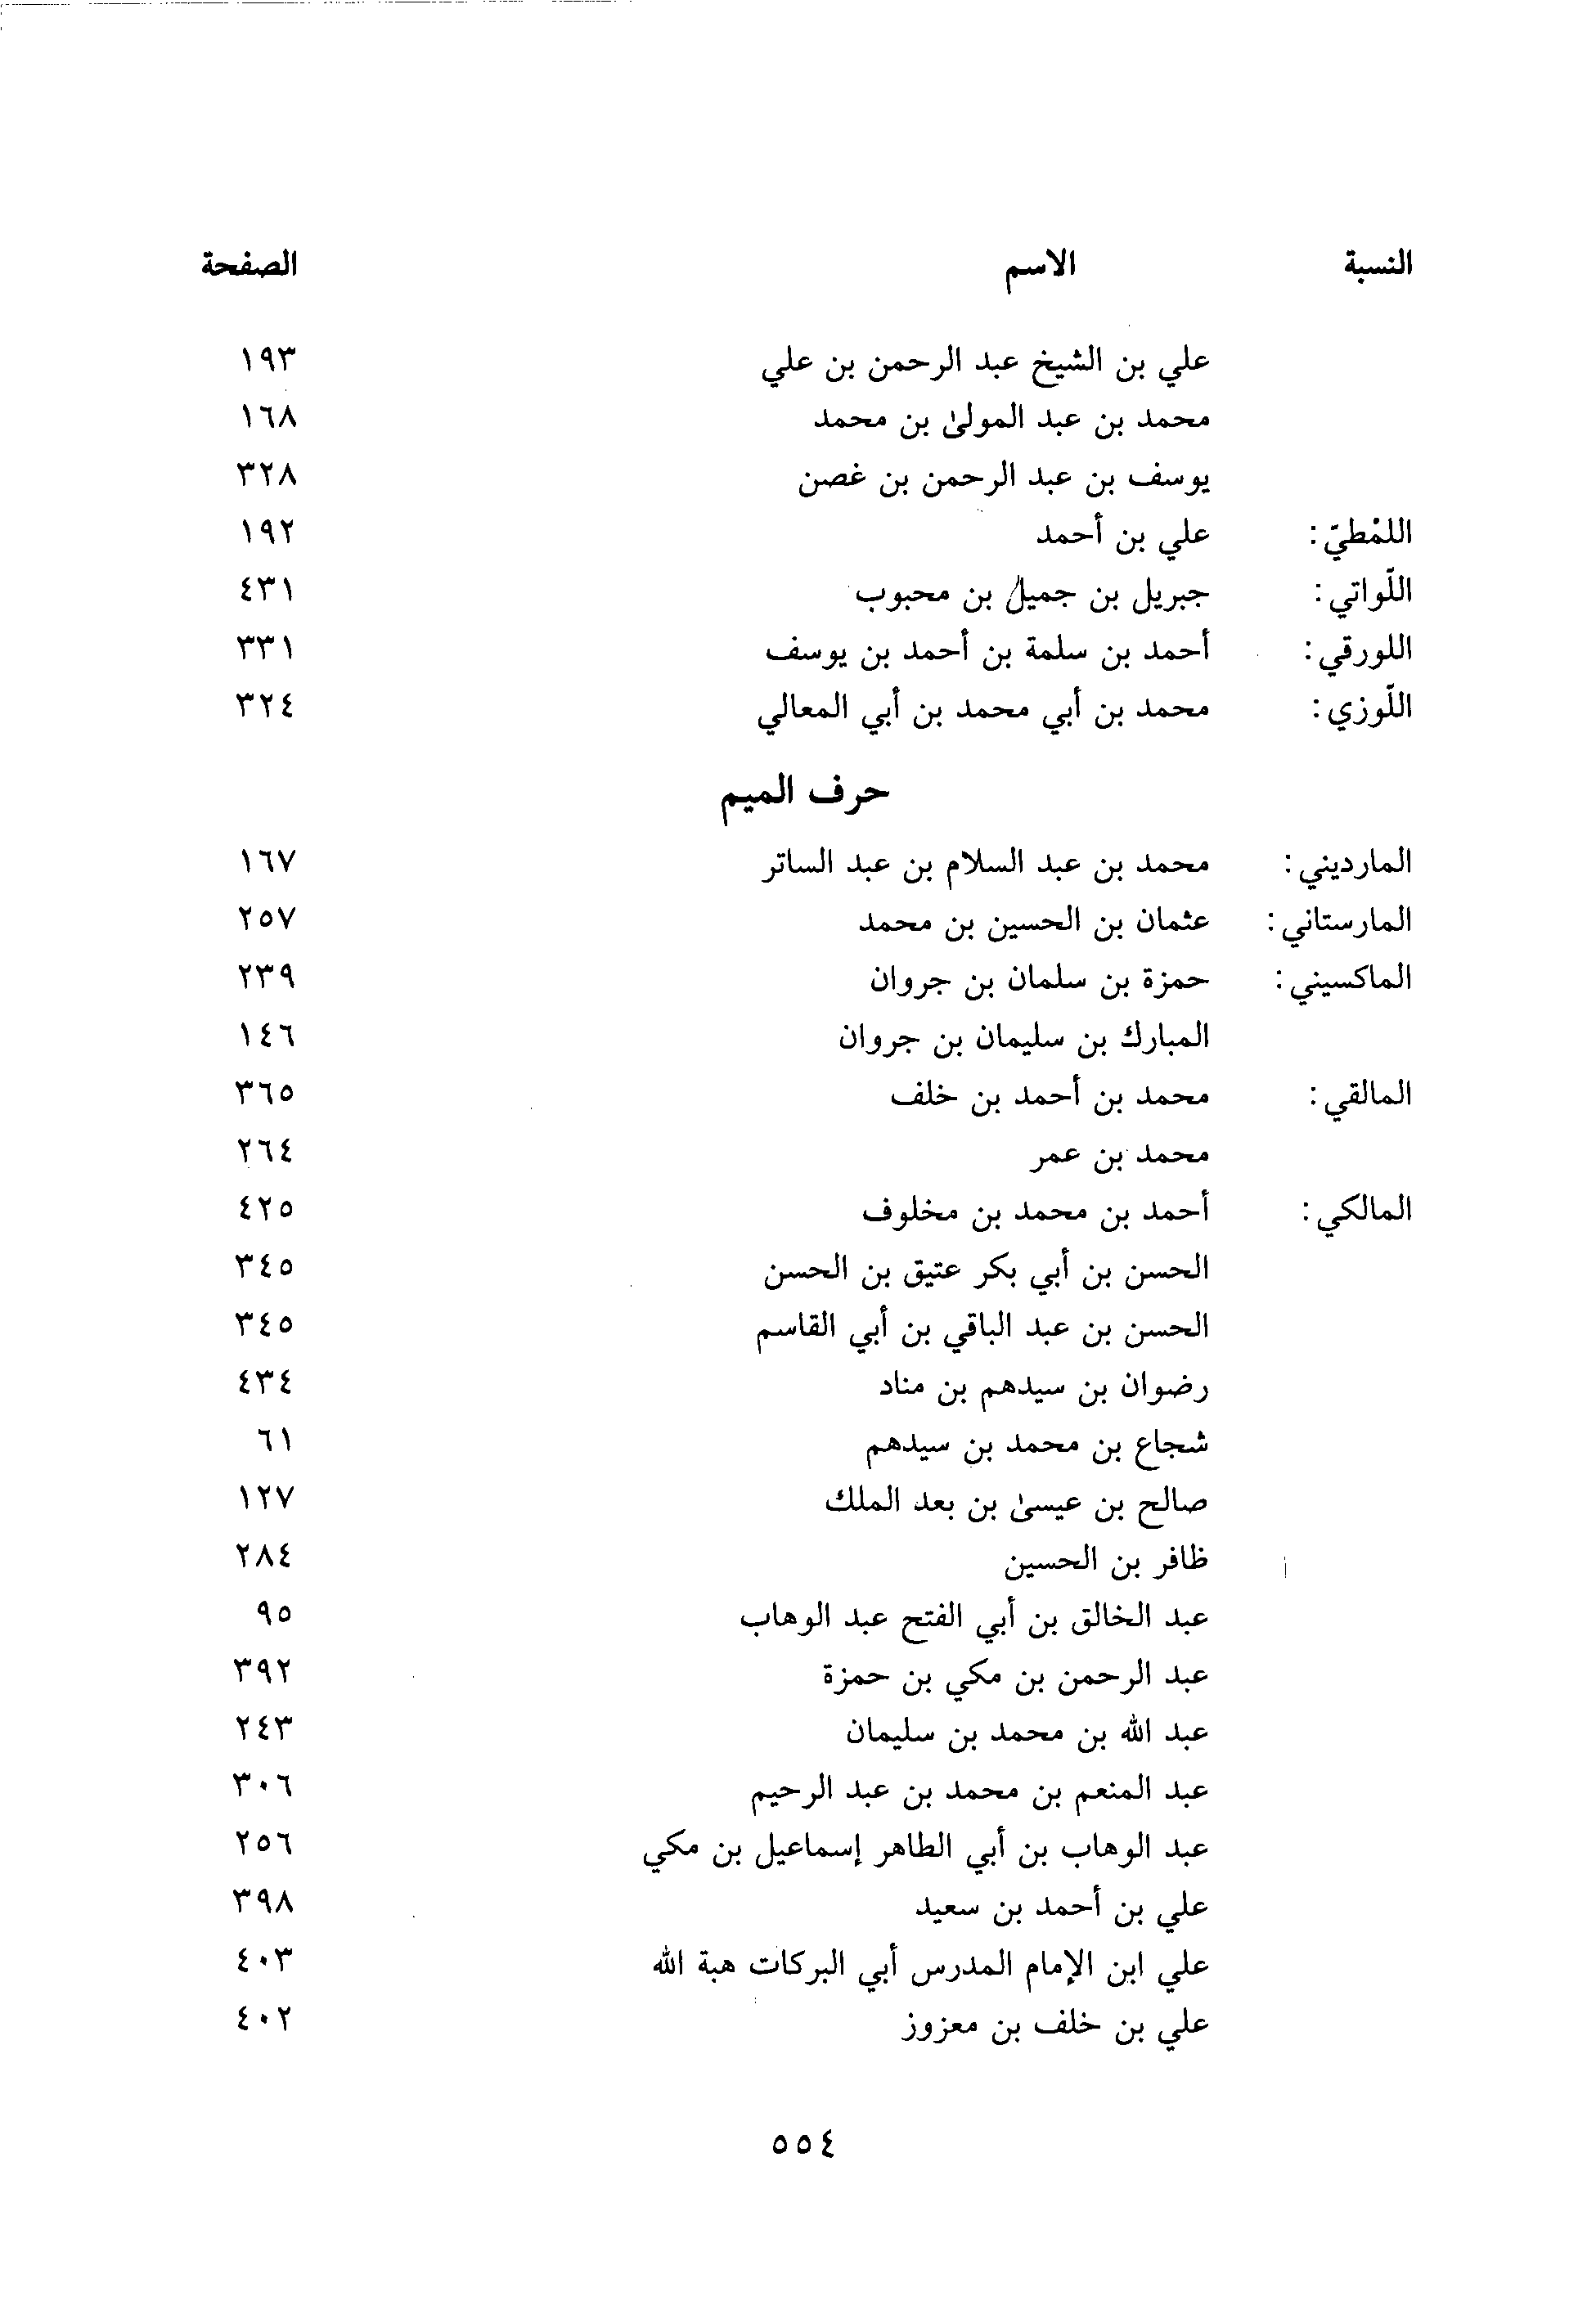 النسبة الاسم الصفحة
علي بن الشيخ عبد الرحمن بن علي ١٩٣
محمد بن عبد المولىٰ بن محمد ١٦٨
يوسف بن عبد الرحمن بن غصن ٣٢٨
اللمْطيّ : علي بن أحمد ١٩٢
اللّواتي : جبريل بن جميل بن محبوب ٤٣١
اللورقي : أحمد بن سلمة بن أحمد بن يوسف ٣٣١
اللّوزي : محمد بن أبي محمد بن أبي المعالي ٣٢٤
حرف الميم
المارديني : محمد بن عبد السلام بن عبد الساتر ١٦٧
المارستاني : عثمان بن الحسين بن محمد ٢٥٧
الماكسيني : حمزة بن سلمان بن جروان ٢٣٩
المبارك بن سليمان بن جروان ١٤٦
المالقي : محمد بن أحمد بن خلف ٣٦٥
محمد بن عمر ٢٦٤
المالكي : أحمد بن محمد بن مخلوف ٤٢٥
الحسن بن أبي بكر عتيق بن الحسن ٣٤٥
الحسن بن عبد الباقي بن أبي القاسم ٣٤٥
رضوان بن سيدهم بن مناد ٤٣٤
شجاع بن محمد بن سيدهم ٦١
صالح بن عيسىٰ بن بعد الملك ١٢٧
ظافر بن الحسين ٢٨٤
عبد الخالق بن أبي الفتح عبد الوهاب ٩٥
عبد الرحمن بن مكي بن حمزة ٣٩٢
عبد الله بن محمد بن سليمان ٢٤٣
عبد المنعم بن محمد بن عبد الرحيم ٣٠٦
عبد الوهاب بن أبي الطاهر إسماعيل بن مكي ٢٥٦
علي بن أحمد بن سعيد ٣٩٨
علي ابن الإمام المدرس أبي البركات هبة الله ٤٠٣
علي بن خلف بن معزوز ٤٠٢
٥٥٤